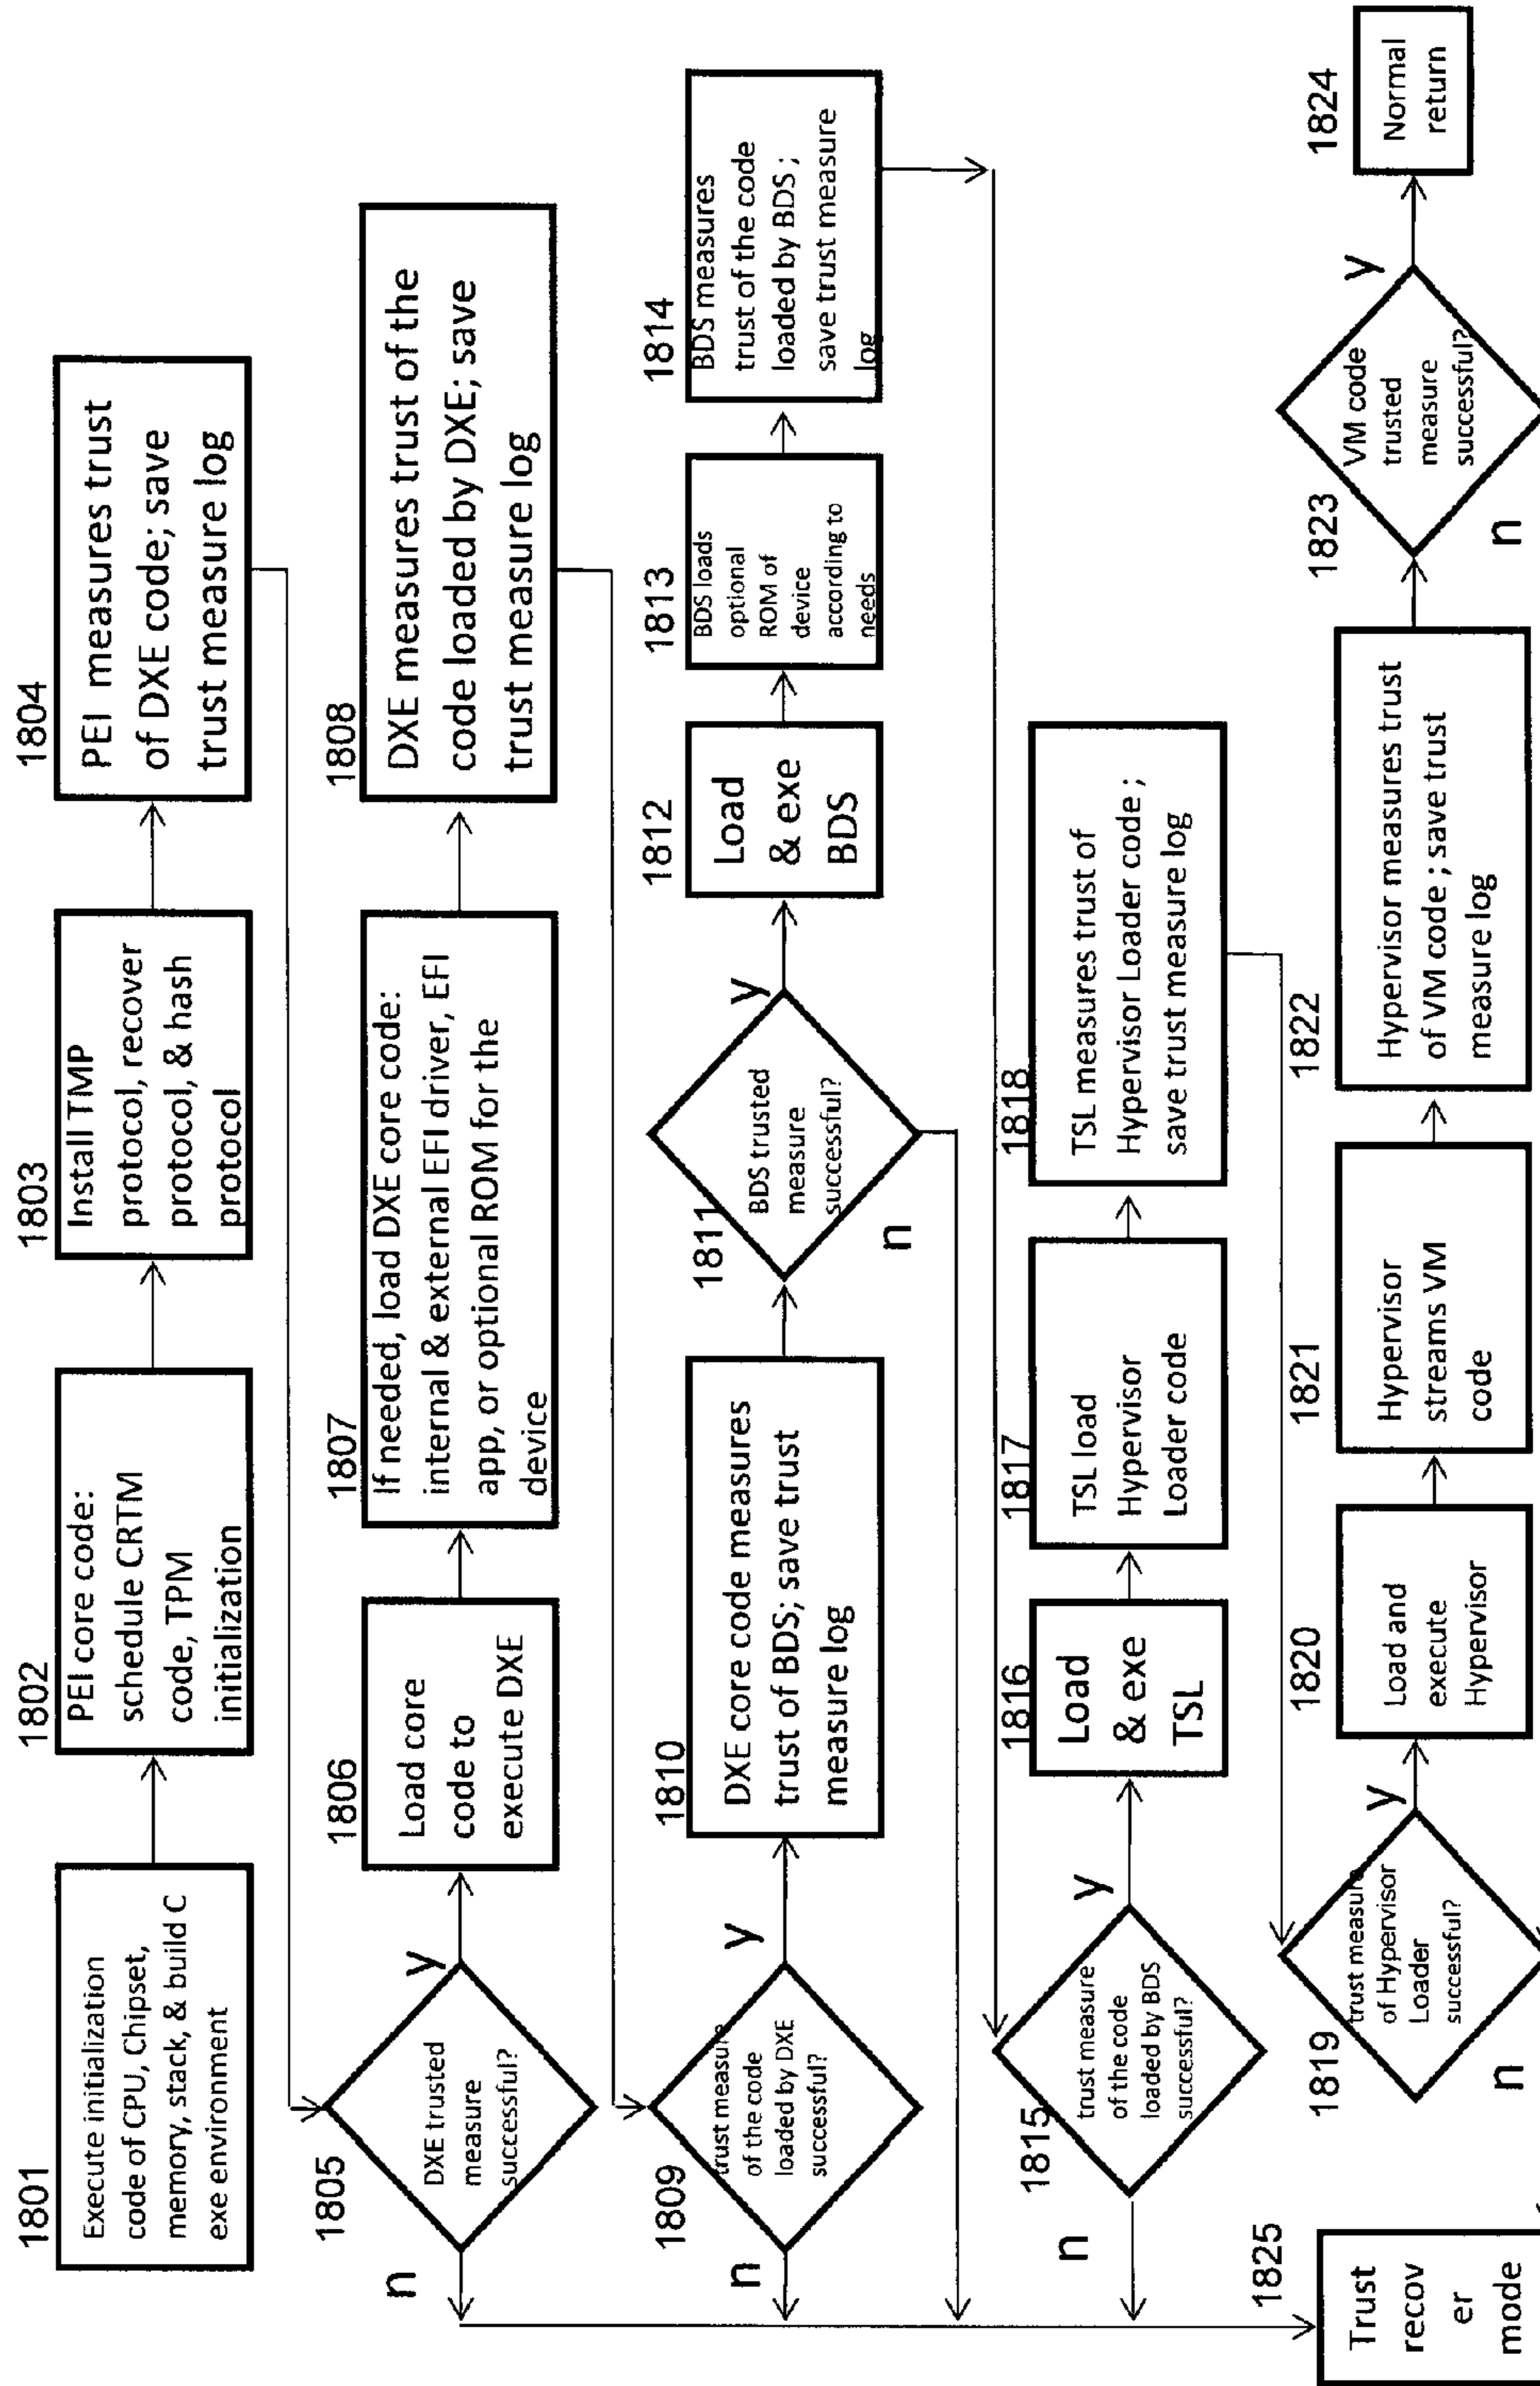 1801
Execute initialization
code of CPU, Chipset,
memory, stack, & build C
exe environment
1802
PEI core code:
schedule CRTM
code, TPM
initialization
1803
Install TMP
protocol, recover
protocol, & hash
protocol
1804
PEI measures trust
of DXE code; save
trust measure log
1805
DXE trusted
measure
successful?
y
n
1806
Load core
code to
execute DXE
1807
If needed, load DXE core code:
internal & external EFI driver, EFI
app, or optional ROM for the
device
1808
DXE measures trust of the
code loaded by DXE; save
trust measure log
1809
trust measure
of the code
loaded by DXE
successful?
y
n
1810
DXE core code measures
trust of BDS; save trust
measure log
1811
BDS trusted
measure
successful?
y
n
1812
Load
& exe
BDS
1813
BDS loads
optional
ROM of
device
according to
needs
1814
BDS measures
trust of the code
loaded by BDS ;
save trust measure
log
1815
trust measure
of the code
loaded by BDS
successful?
y
n
1816
Load
& exe
TSL
1817
TSL load
Hypervisor
Loader code
1818
TSL measures trust of
Hypervisor Loader code ;
save trust measure log
1819
trust measure
of Hypervisor
Loader
successful?
y
n
1820
Load and
execute
Hypervisor
1821
Hypervisor
streams VM
code
1822
Hypervisor measures trust
of VM code ; save trust
measure log
1823
VM code
trusted
measure
successful?
y
n
1824
Normal
return
1825
Trust
recov
er
mode